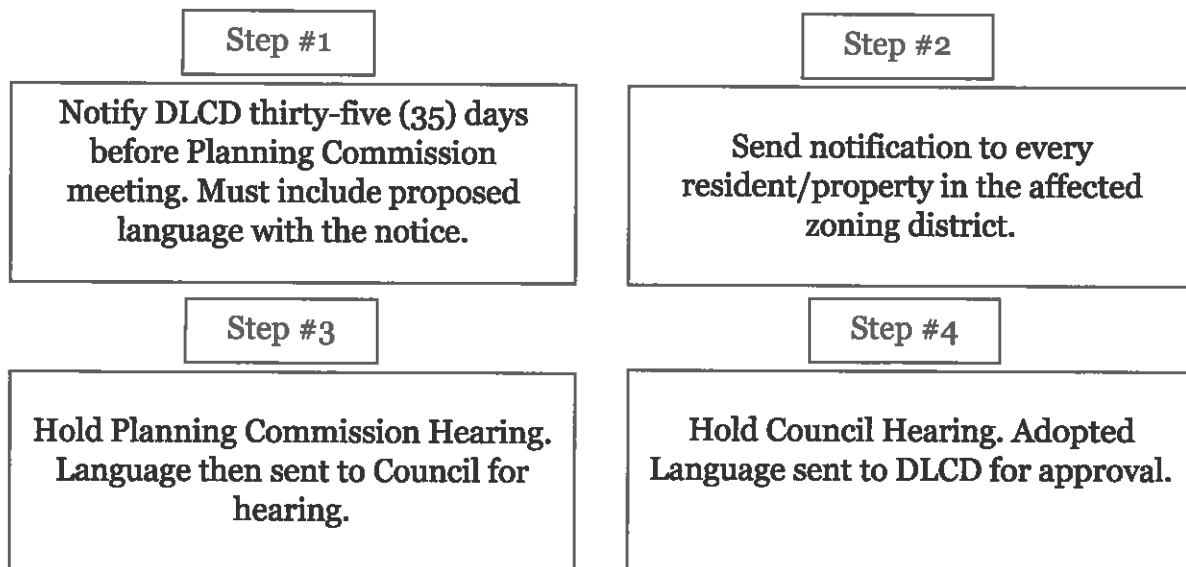 Step #1
Notify DLCD thirty-five (35) days
before Planning Commission
meeting. Must include proposed
language with the notice.
Step #2
Send notification to every
resident/property in the affected
zoning district.
Step #3
Hold Planning Commission Hearing.
Language then sent to Council for
hearing.
Step #4
Hold Council Hearing. Adopted
Language sent to DLCD for approval.